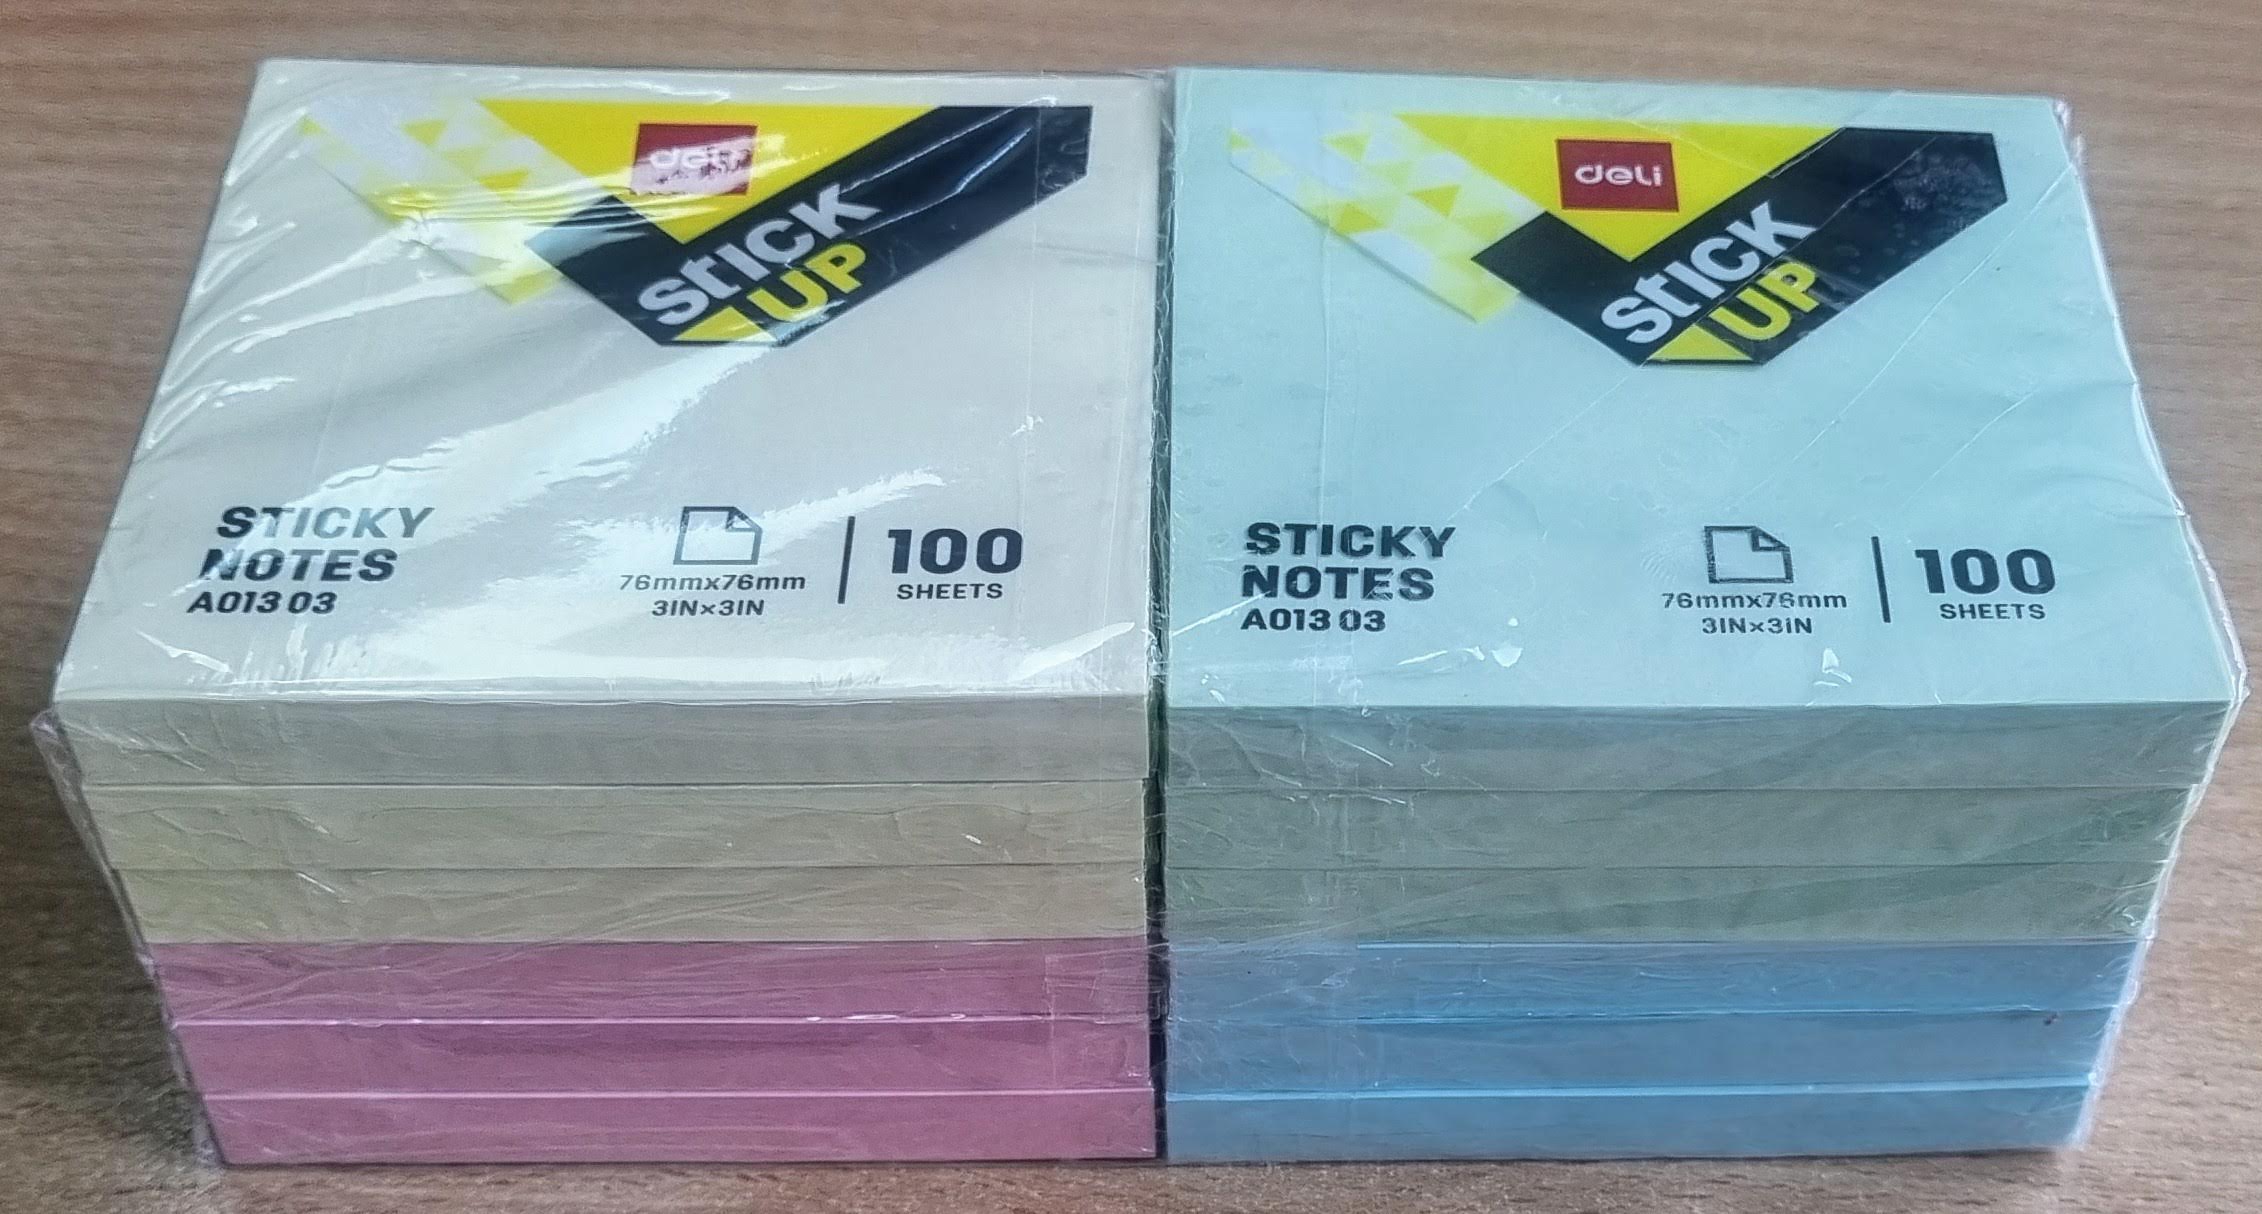 deli
STICK
UP
STICKY
NOTES
A013 03
76mmx76mm
3IN×3IN
100
SHEETS
deli
STICK
UP
STICKY
NOTES
A013 03
76mmx76mm
3IN×3IN
100
SHEETS